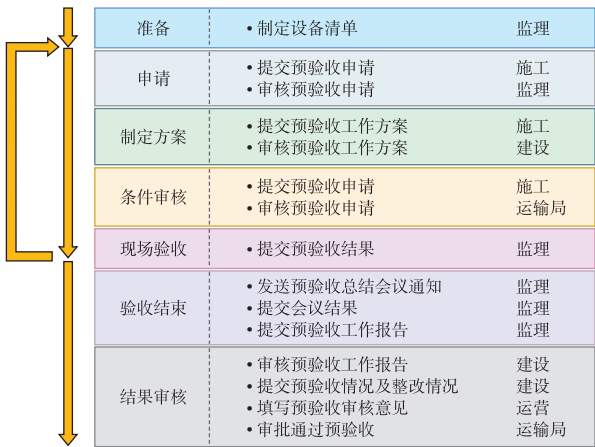 准备 • 制定设备清单 监理
申请 • 提交预验收申请 施工
• 审核预验收申请 监理
制定方案 • 提交预验收工作方案 施工
• 审核预验收工作方案 建设
条件审核 • 提交预验收申请 施工
• 审核预验收申请 运输局
现场验收 • 提交预验收结果 监理
验收结束 • 发送预验收总结会议通知 监理
• 提交会议结果 监理
• 提交预验收工作报告 监理
结果审核 • 审核预验收工作报告 建设
• 提交预验收情况及整改情况 建设
• 填写预验收审核意见 运营
• 审批通过预验收 运输局